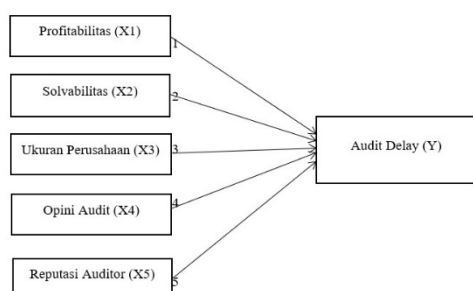 Profitabilitas (X1)
1
Solvabilitas (X2)
2
Ukuran Perusahaan (X3)
3
Audit Delay (Y)
Opini Audit (X4)
4
Reputasi Auditor (X5)
5